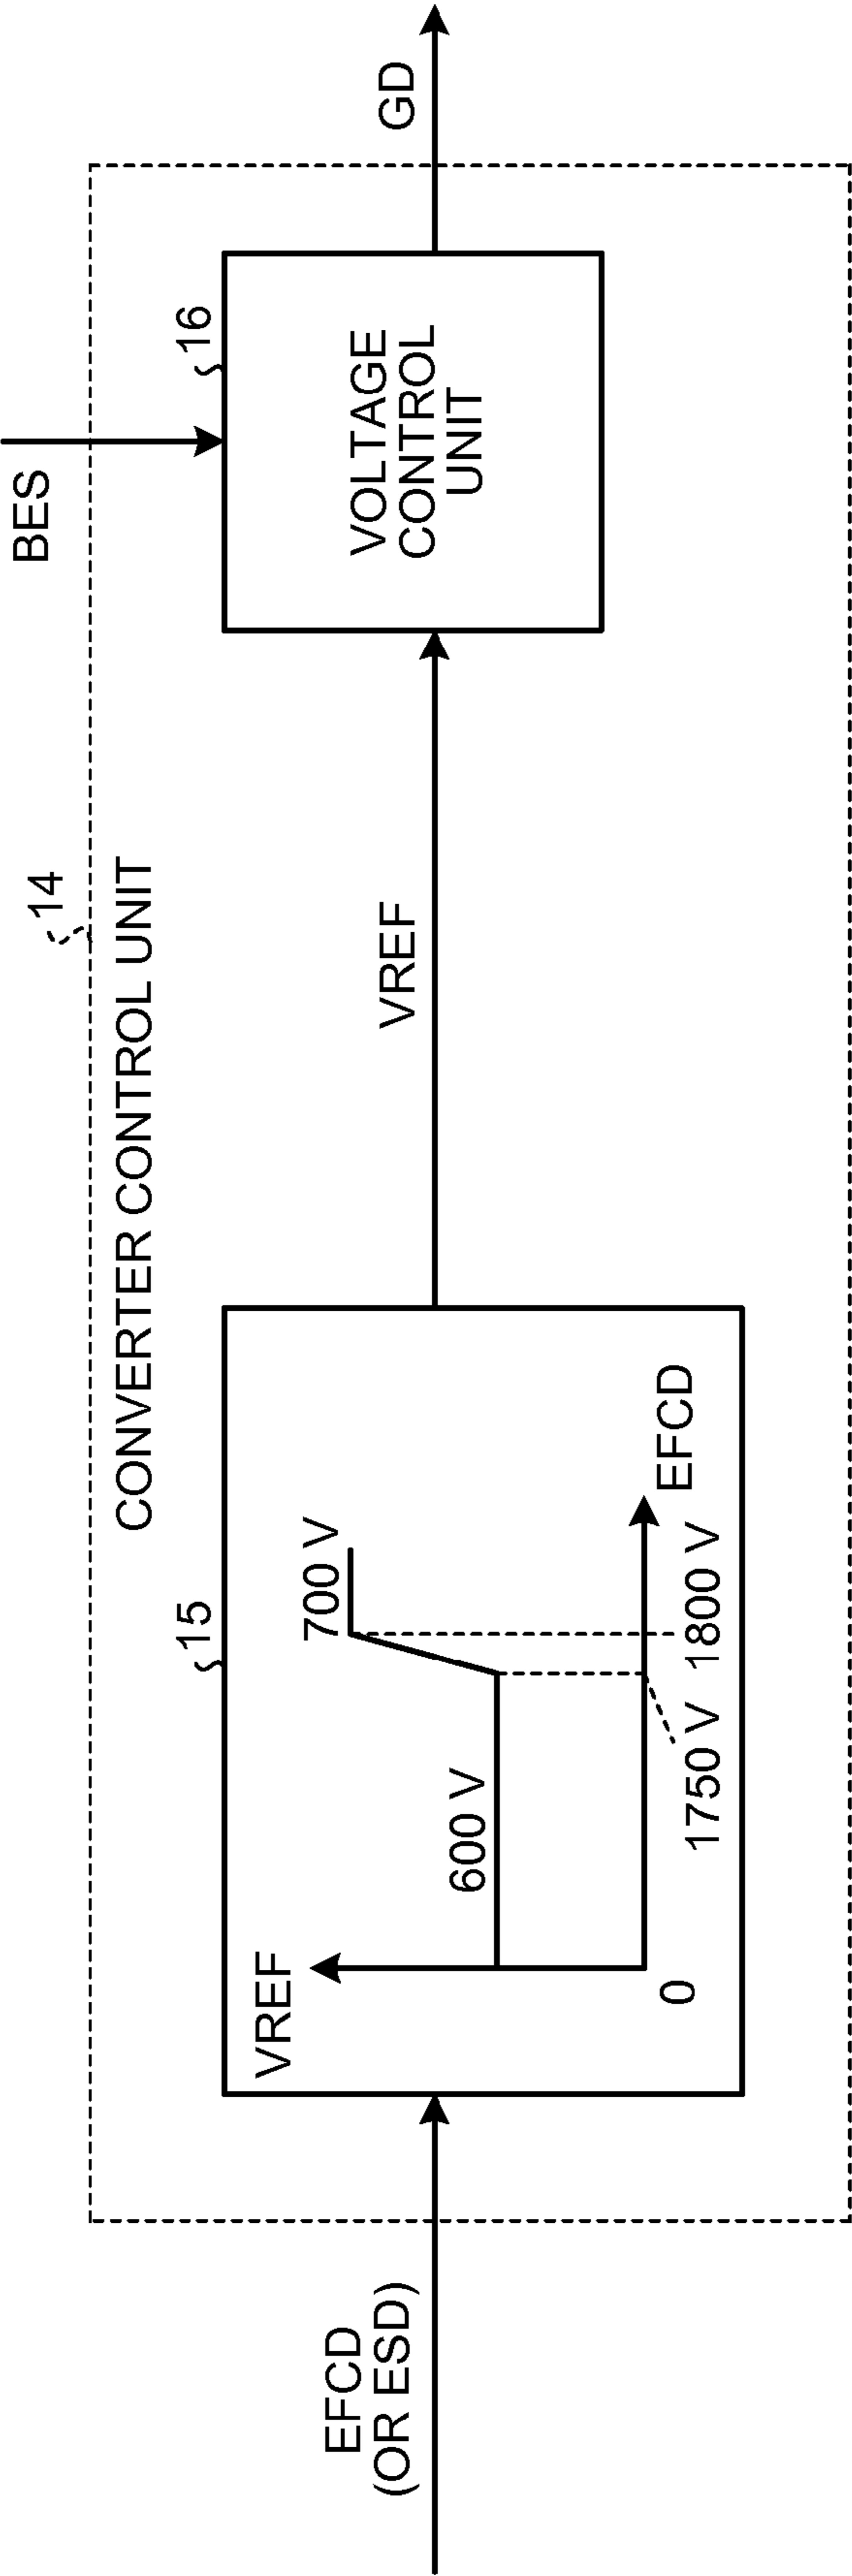 14
CONVERTER CONTROL UNIT
BES
EFCD
(OR ESD)
15
VREF
700 V
600 V
0
EFCD
1750 V
1800 V
VREF
16
VOLTAGE
CONTROL
UNIT
GD